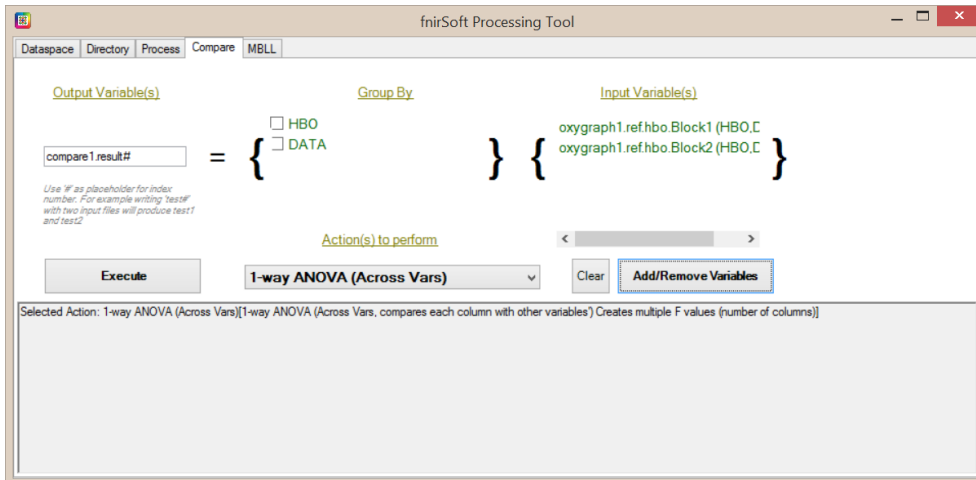 fnirSoft Processing Tool
Dataspace Directory Process Compare MBLL
Output Variable(s) Group By Input Variable(s)
HBO
DATA
oxygraph1.ref.hbo.Block1 (HBO,D
oxygraph1.ref.hbo.Block2 (HBO,D
compare1.result# = { } { }
Use '#' as placeholder for index
number. For example writing 'test#'
with two input files will produce test1
and test2
Action(s) to perform
Execute 1-way ANOVA (Across Vars) Clear Add/Remove Variables
Selected Action: 1-way ANOVA (Across Vars)[1-way ANOVA (Across Vars, compares each column with other variables') Creates multiple F values (number of columns)]